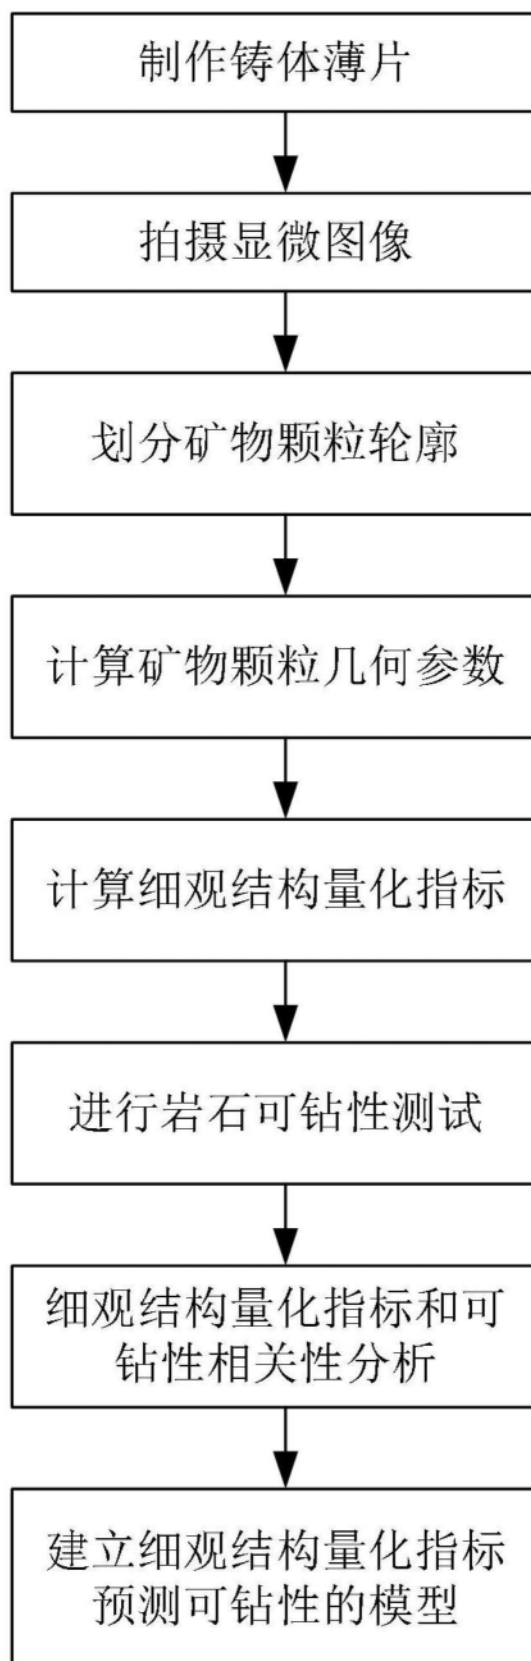 制作铸体薄片
拍摄显微图像
划分矿物颗粒轮廓
计算矿物颗粒几何参数
计算细观结构量化指标
进行岩石可钻性测试
细观结构量化指标和可
钻性相关性分析
建立细观结构量化指标
预测可钻性的模型